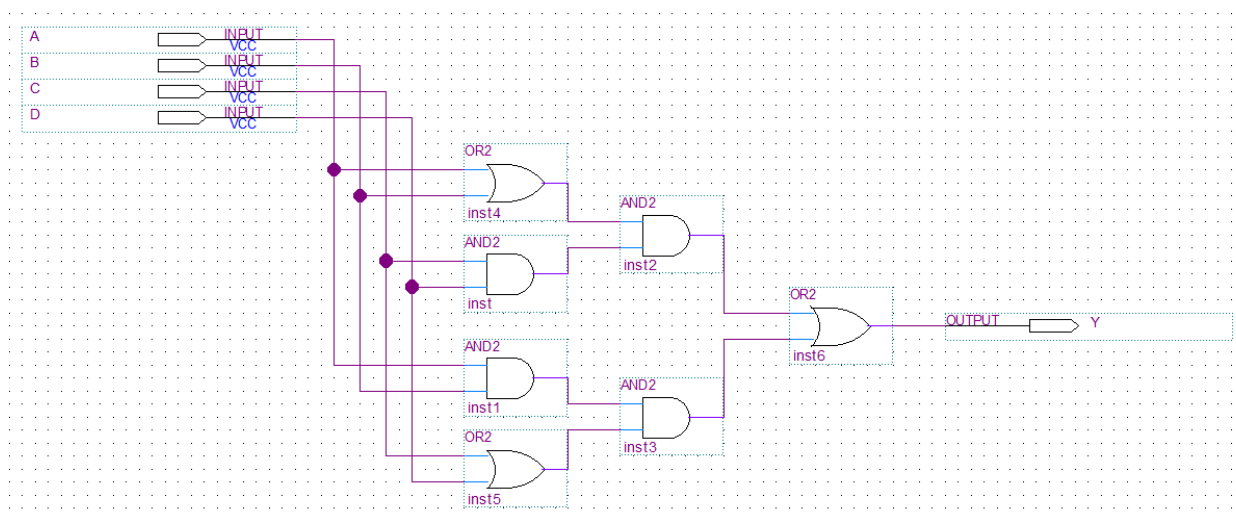 A
INPUT
VCC
B
INPUT
VCC
C
INPUT
VCC
D
INPUT
VCC
OR2
inst4
AND2
inst2
AND2
inst
OR2
inst6
OUTPUT
Y
AND2
inst1
AND2
inst3
OR2
inst5